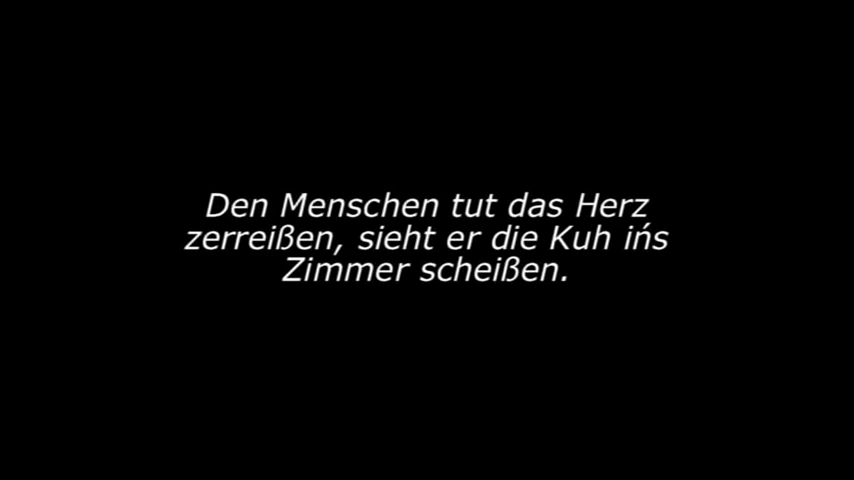 Den Menschen tut das Herz
zerreißen, sieht er die Kuh ińs
Zimmer scheißen.